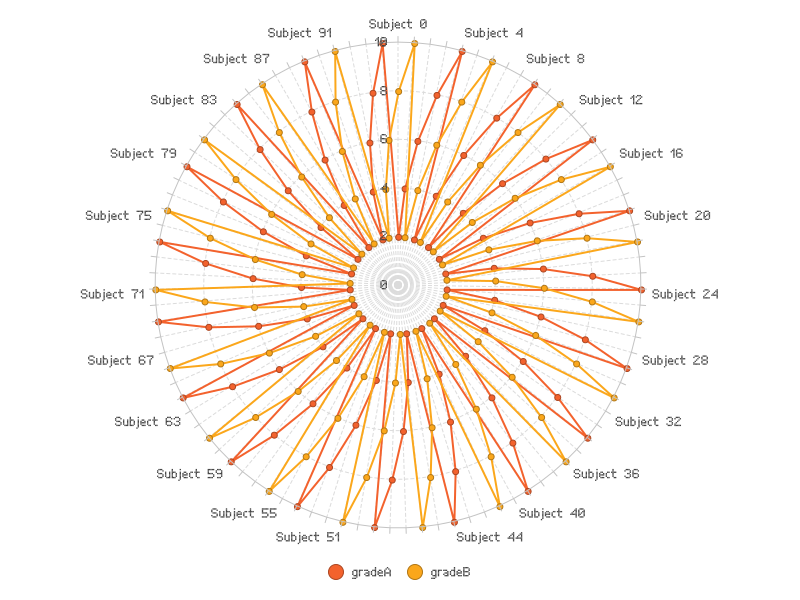 Subject 0
Subject 4
Subject 8
Subject 12
Subject 16
Subject 20
Subject 24
Subject 28
Subject 32
Subject 36
Subject 40
Subject 44
Subject 51
Subject 55
Subject 59
Subject 63
Subject 67
Subject 71
Subject 75
Subject 79
Subject 83
Subject 87
Subject 91
10
8
6
4
2
0
gradeA gradeB